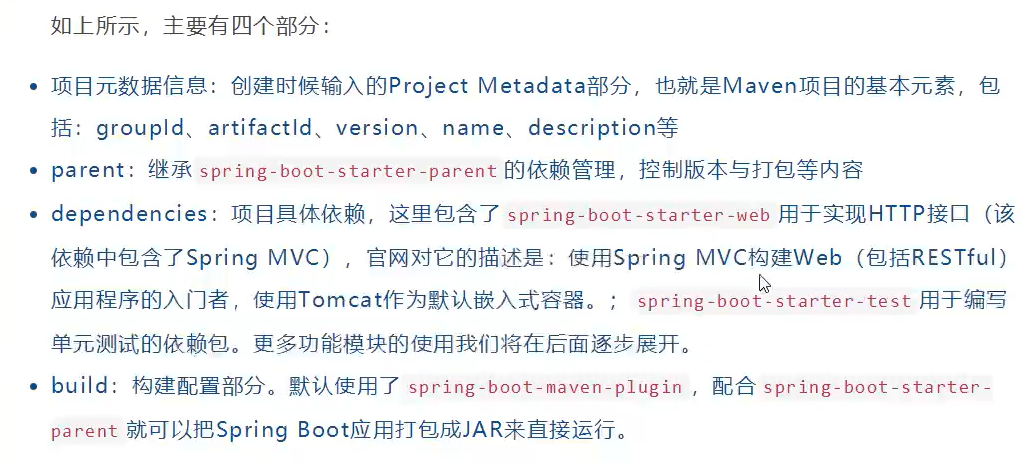 如上所示，主要有四个部分：
• 项目元数据信息：创建时候输入的Project Metadata部分，也就是Maven项目的基本元素，包
括：groupId、artifactId、version、name、description等
• parent：继承 spring-boot-starter-parent 的依赖管理，控制版本与打包等内容
• dependencies：项目具体依赖，这里包含了 spring-boot-starter-web 用于实现HTTP接口（该
依赖中包含了Spring MVC），官网对它的描述是：使用Spring MVC构建Web（包括RESTful）
应用程序的入门者，使用Tomcat作为默认嵌入式容器。； spring-boot-starter-test 用于编写
单元测试的依赖包。更多功能模块的使用我们将在后面逐步展开。
• build：构建配置部分。默认使用了 spring-boot-maven-plugin ，配合 spring-boot-starter-
parent 就可以把Spring Boot应用打包成JAR来直接运行。